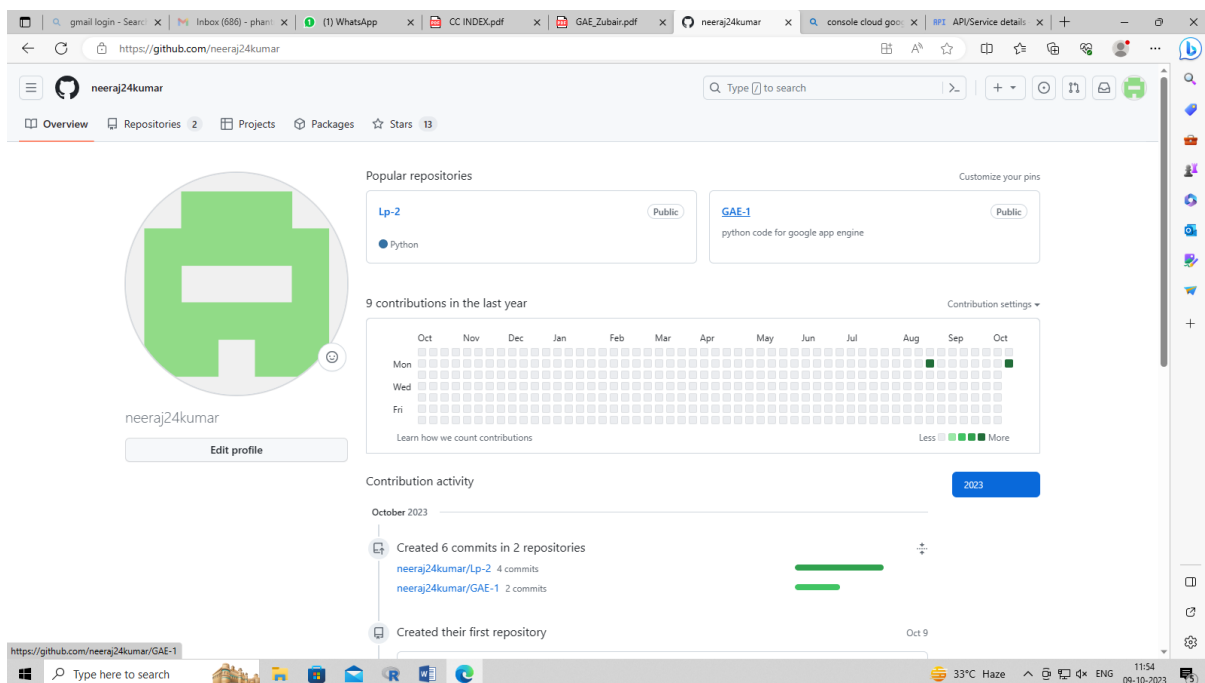 gmail login - Searc
Inbox (686) - phant
(1) WhatsApp
CC INDEX.pdf
GAE_Zubair.pdf
neeraj24kumar
console cloud goog
RFI API/Service details
https://github.com/neeraj24kumar
neeraj24kumar
Type / to search
Overview Repositories 2 Projects Packages Stars 13
Popular repositories Customize your pins
Lp-2 Public
Python
GAE-1 Public
python code for google app engine
9 contributions in the last year Contribution settings
Oct Nov Dec Jan Feb Mar Apr May Jun Jul Aug Sep Oct
Mon
Wed
Fri
Learn how we count contributions Less More
neeraj24kumar
Edit profile
Contribution activity 2023
October 2023
Created 6 commits in 2 repositories
neeraj24kumar/Lp-2 4 commits
neeraj24kumar/GAE-1 2 commits
Created their first repository Oct 9
https://github.com/neeraj24kumar/GAE-1
Type here to search
33°C Haze ENG 11:54
09-10-2023